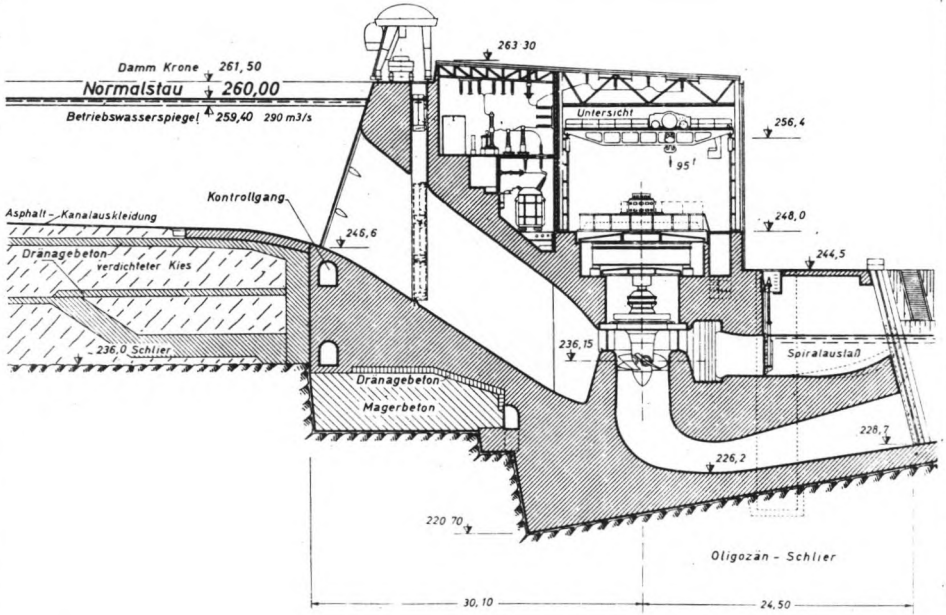 263 30
Damm Krone 261,50
Normalstau 260,00
Betriebswasserspiegel 259,40 290 m3/s
Untersicht
256,4
95 t
Kontrollgang
Asphalt - Kanalauskleidung
246,6
248,0
Dränagebeton
verdichteter Kies
244,5
236,0 Schlier
236,15
Spiralauslaß
Dränagebeton
Magerbeton
228,7
226,2
220 70
Oligozän - Schlier
30,10
24,50